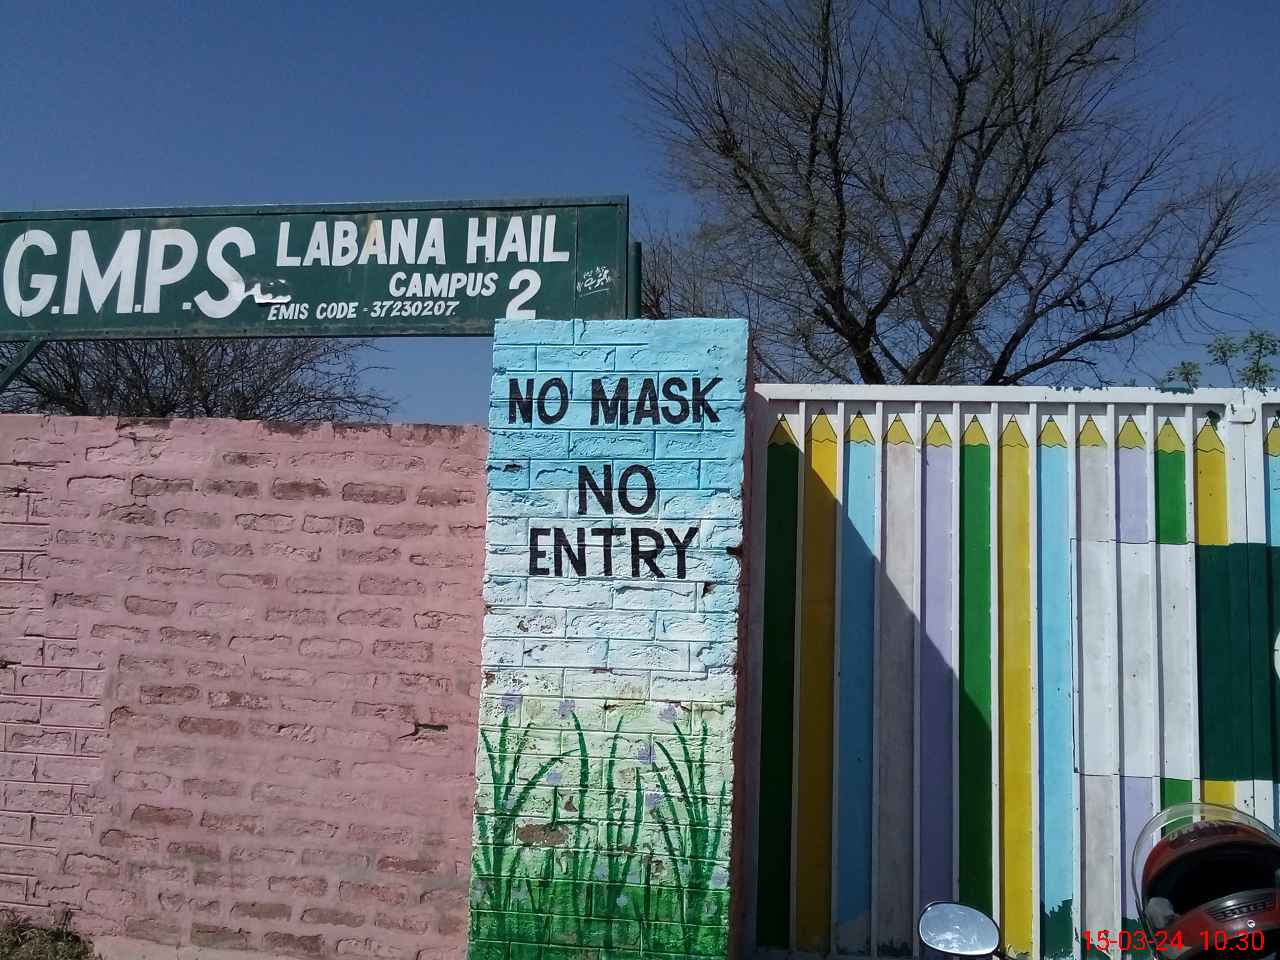 G.M.P.S
LABANA HAIL
CAMPUS 2
EMIS CODE - 37230207.
NO MASK
NO
ENTRY
15-03-24 10:30